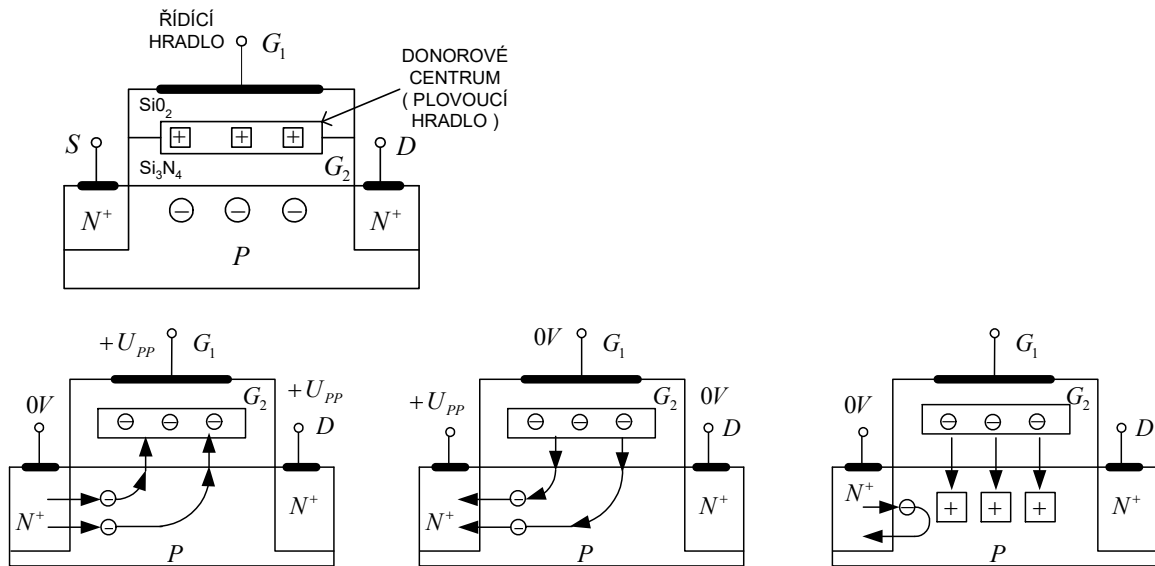 ŘÍDÍCÍ
HRADLO
G1
DONOROVÉ
CENTRUM
( PLOVOUCÍ
HRADLO )
Si02
+ + +
S
D
Si3N4
G2
N+
− − −
N+
P
+UPP
G1
0V
G2
+UPP
− − −
D
−
N+
−
N+
P
0V
G1
+UPP
G2
0V
− − −
D
−
N+
−
N+
P
G1
0V
G2
− − −
D
N+
−
+ + +
N+
P